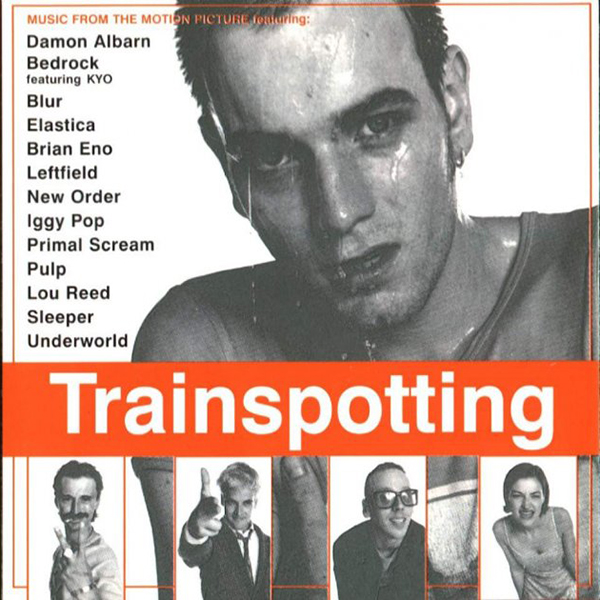 MUSIC FROM THE MOTION PICTURE featuring:
Damon Albarn
Bedrock
featuring KYO
Blur
Elastica
Brian Eno
Leftfield
New Order
Iggy Pop
Primal Scream
Pulp
Lou Reed
Sleeper
Underworld
Trainspotting